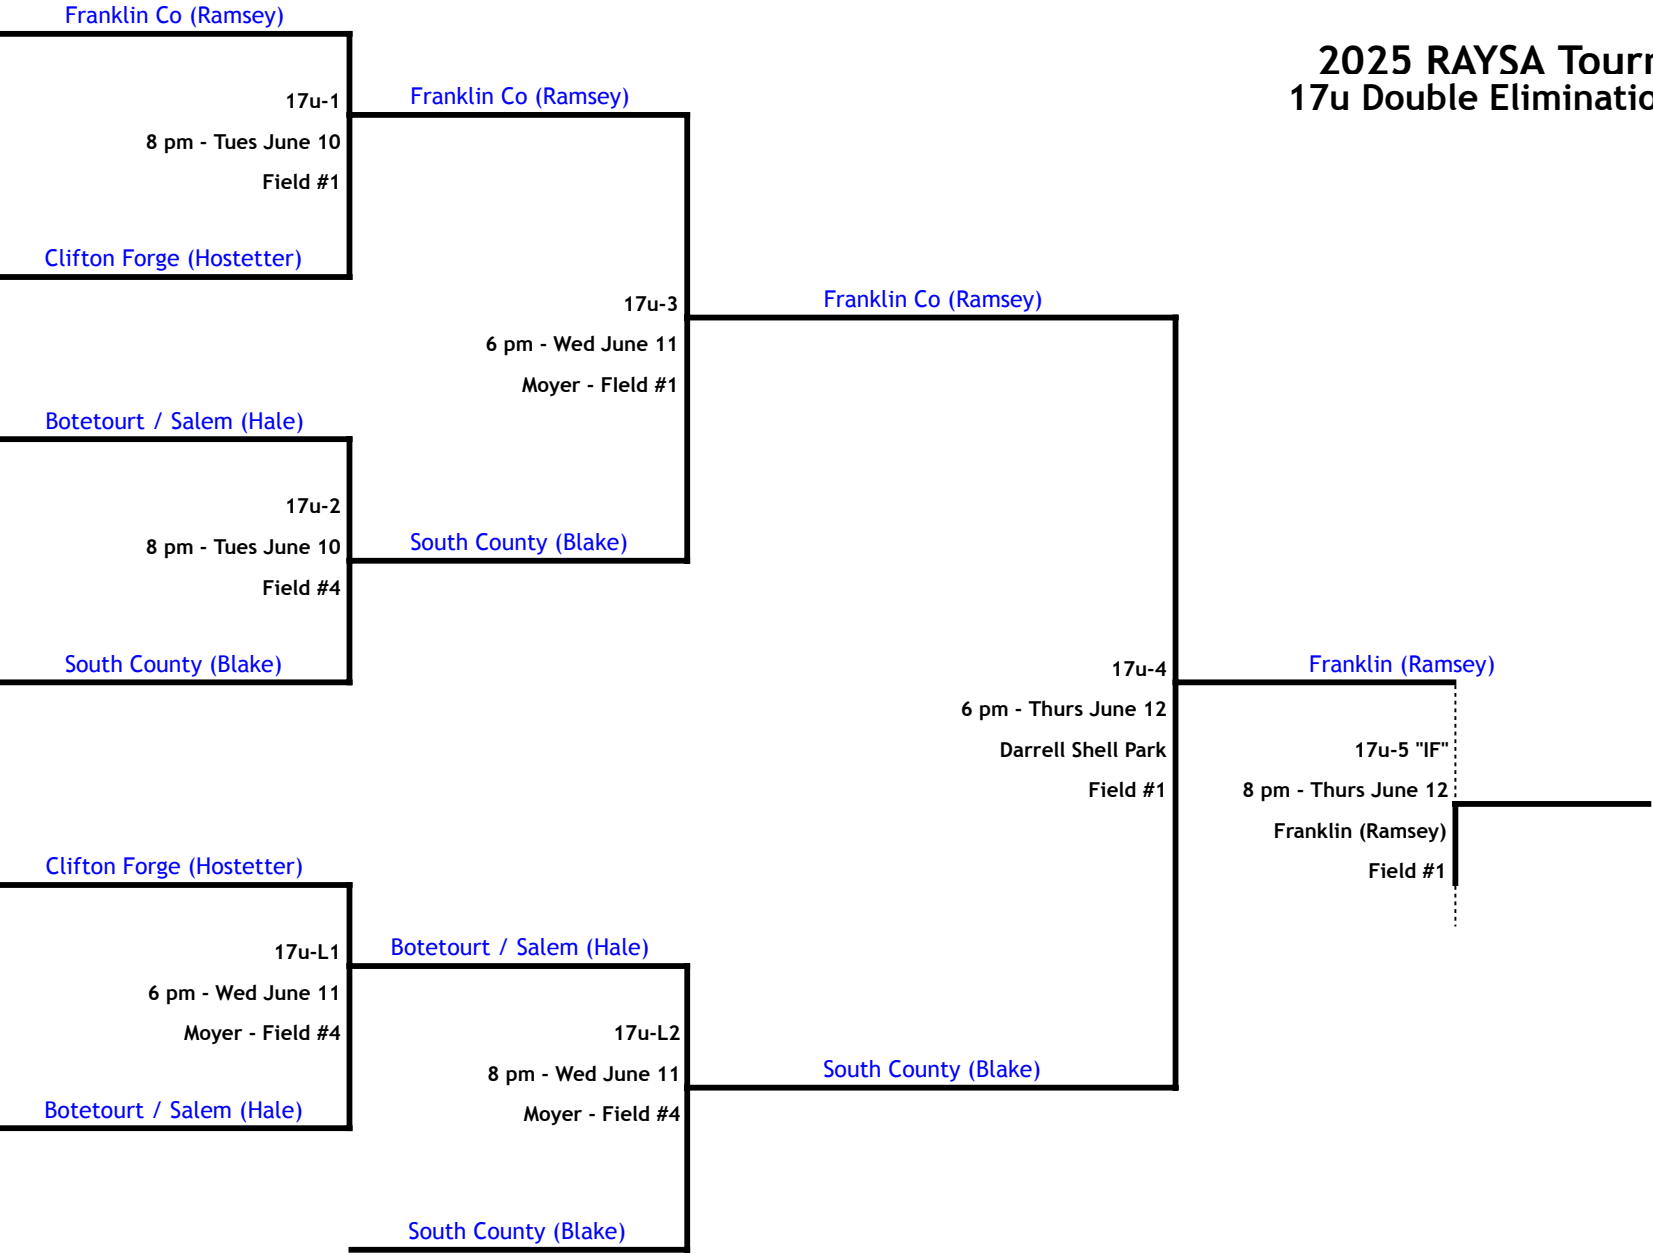 Franklin Co (Ramsey)
2025 RAYSA Tourn
17u Double Eliminatio
17u-1
Franklin Co (Ramsey)
8 pm - Tues June 10
Field #1
Clifton Forge (Hostetter)
17u-3
Franklin Co (Ramsey)
6 pm - Wed June 11
Moyer - FIeld #1
Botetourt / Salem (Hale)
17u-2
8 pm - Tues June 10
South County (Blake)
Field #4
South County (Blake)
17u-4
Franklin (Ramsey)
6 pm - Thurs June 12
Darrell Shell Park
17u-5 "IF"
Field #1
8 pm - Thurs June 12
Franklin (Ramsey)
Field #1
Clifton Forge (Hostetter)
17u-L1
Botetourt / Salem (Hale)
6 pm - Wed June 11
Moyer - Field #4
17u-L2
8 pm - Wed June 11
South County (Blake)
Botetourt / Salem (Hale)
Moyer - Field #4
South County (Blake)